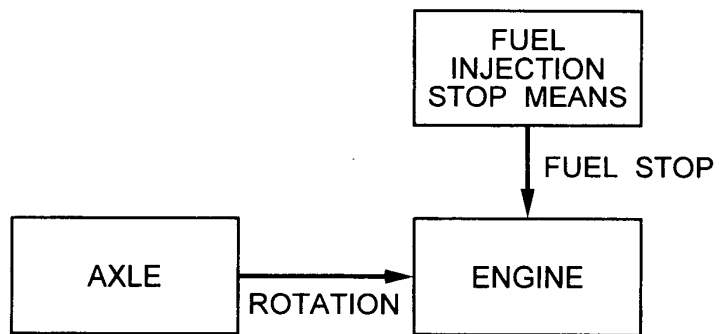 FUEL
INJECTION
STOP MEANS
FUEL STOP
AXLE
ROTATION
ENGINE